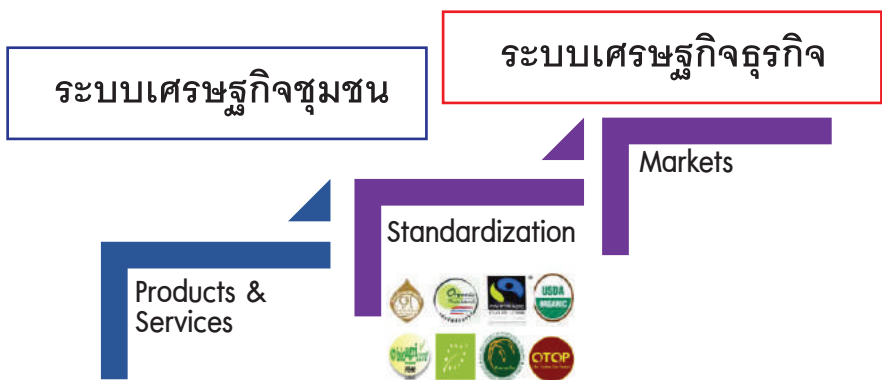 ระบบเศรษฐกิจชุมชน
ระบบเศรษฐกิจธุรกิจ
Markets
Standardization
Products &
Services
Organic
USDA
ORGANIC
OTOP